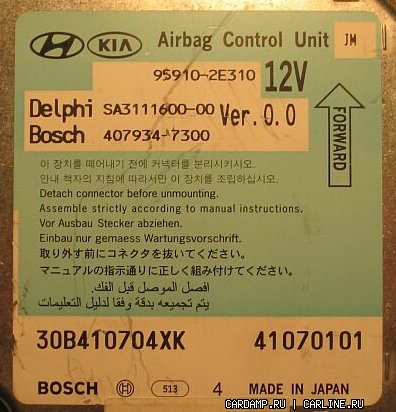 HYUNDAI KIA Airbag Control Unit JM
95910-2E310 12V
Delphi SA3111600-00 Ver.0.0
Bosch 407934-7300
FORWARD
이 장치를 떼어내기 전에 커넥터를 분리시키시오.
안내 책자의 지침에 따라서만 이 장치를 조립하십시오.
Detach connector before unmounting.
Assemble strictly according to manual instructions.
Vor Ausbau Stecker abziehen.
Einbau nur gemaess Wartungsvorschrift.
取り外す前にコネクタを抜いてください。
マニュアルの指示通りに正しく組み付けてください。
افصل الموصل قبل الفك.
يتم تجميعه بدقة وفقا لدليل التعليمات
30B410704XK 41070101
BOSCH 513 4 MADE IN JAPAN
CARDAMP.RU | CARLINE.RU